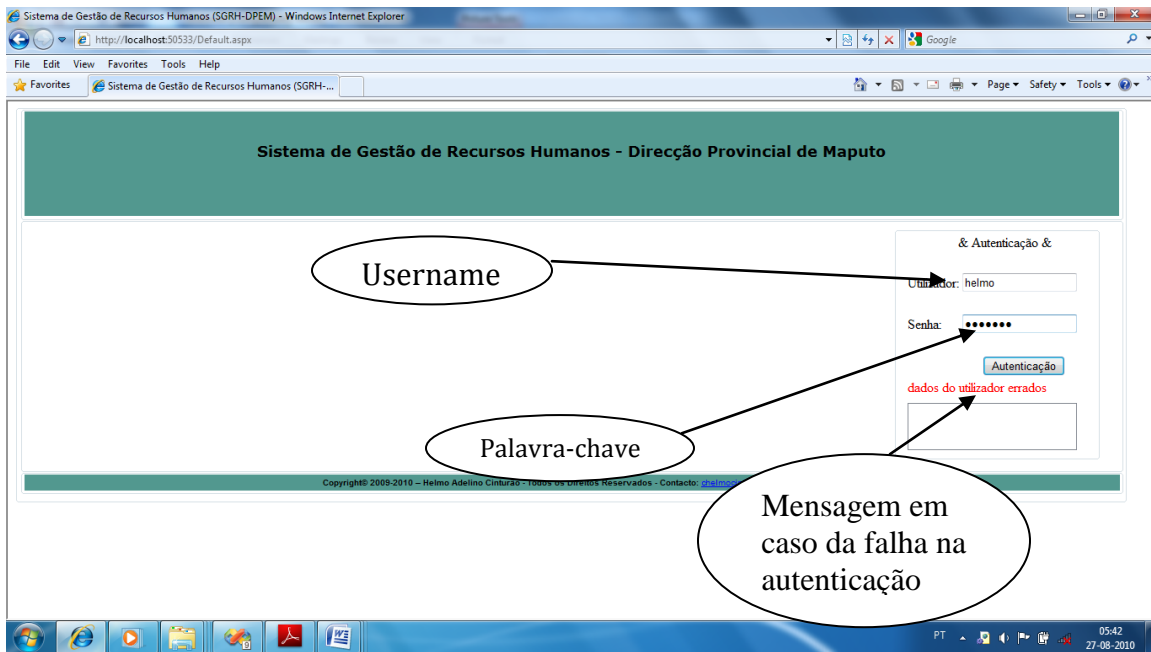 Sistema de Gestão de Recursos Humanos (SGRH-DPEM) - Windows Internet Explorer
http://localhost:50533/Default.aspx
Google
File Edit View Favorites Tools Help
Favorites
Sistema de Gestão de Recursos Humanos (SGRH-...
Page Safety Tools
Sistema de Gestão de Recursos Humanos - Direcção Provincial de Maputo
& Autenticação &
Username
Utilizador: helmo
Senha: •••••••
Autenticação
dados do utilizador errados
Palavra-chave
Copyright© 2009-2010 – Helmo Adelino Cinturão - Todos os Direitos Reservados - Contacto:
Mensagem em
caso da falha na
autenticação
PT
05:42
27-08-2010